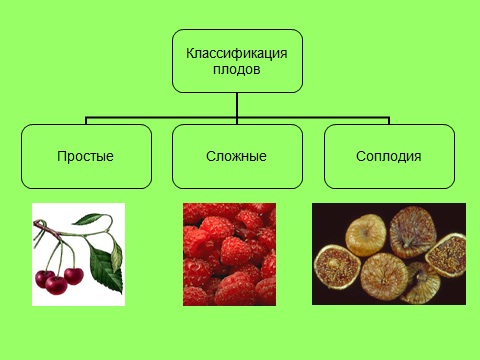 Классификация
плодов
Простые
Сложные
Соплодия